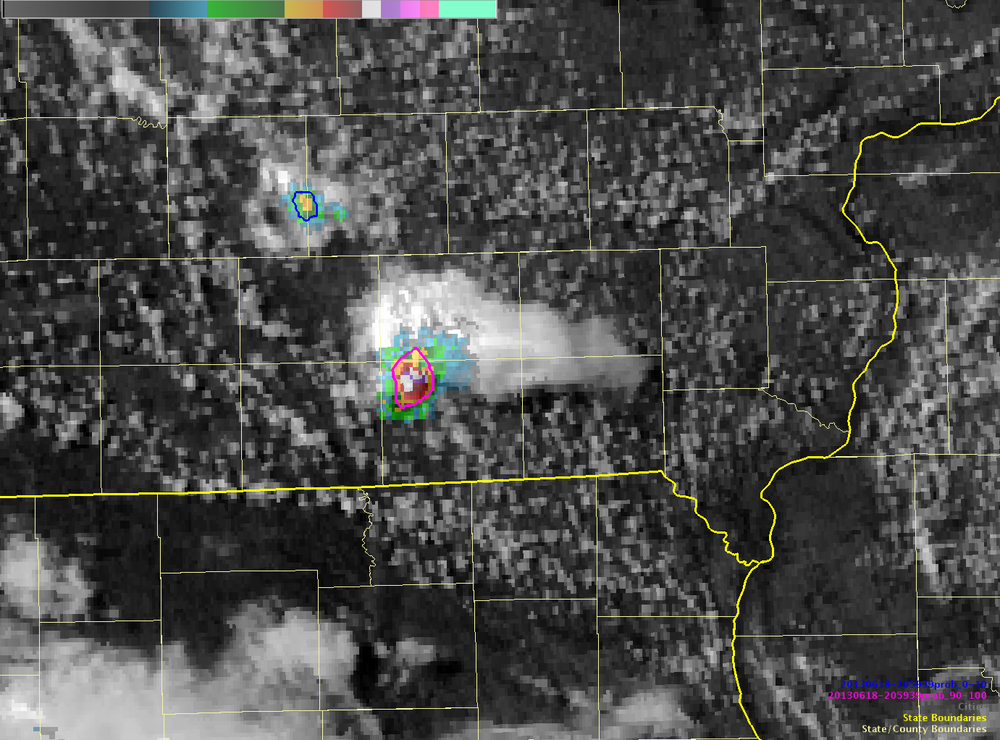 20130618-205939prob_0-10
20130618-205939prob_90-100
Cities
State Boundaries
State/County Boundaries